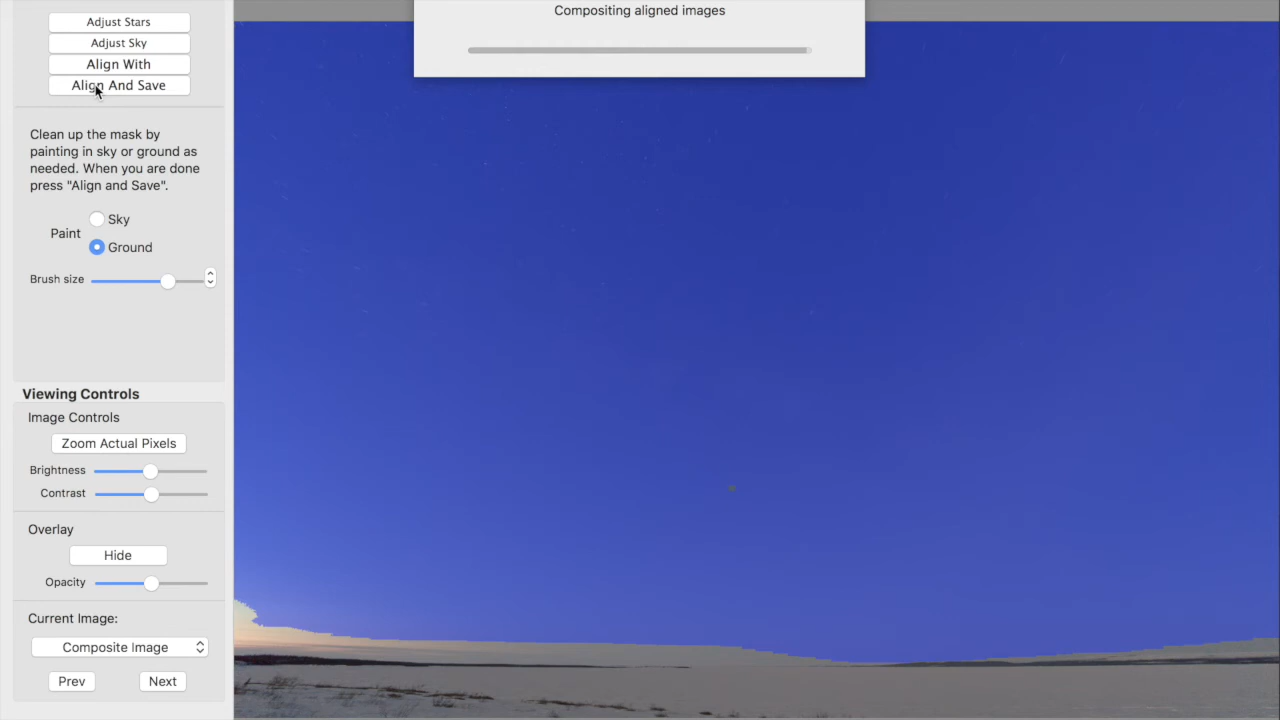 Compositing aligned images
Adjust Stars
Adjust Sky
Align With
Align And Save
Clean up the mask by
painting in sky or ground as
needed. When you are done
press "Align and Save".
Paint
Sky
Ground
Brush size
Viewing Controls
Image Controls
Zoom Actual Pixels
Brightness
Contrast
Overlay
Hide
Opacity
Current Image:
Composite Image
Prev
Next